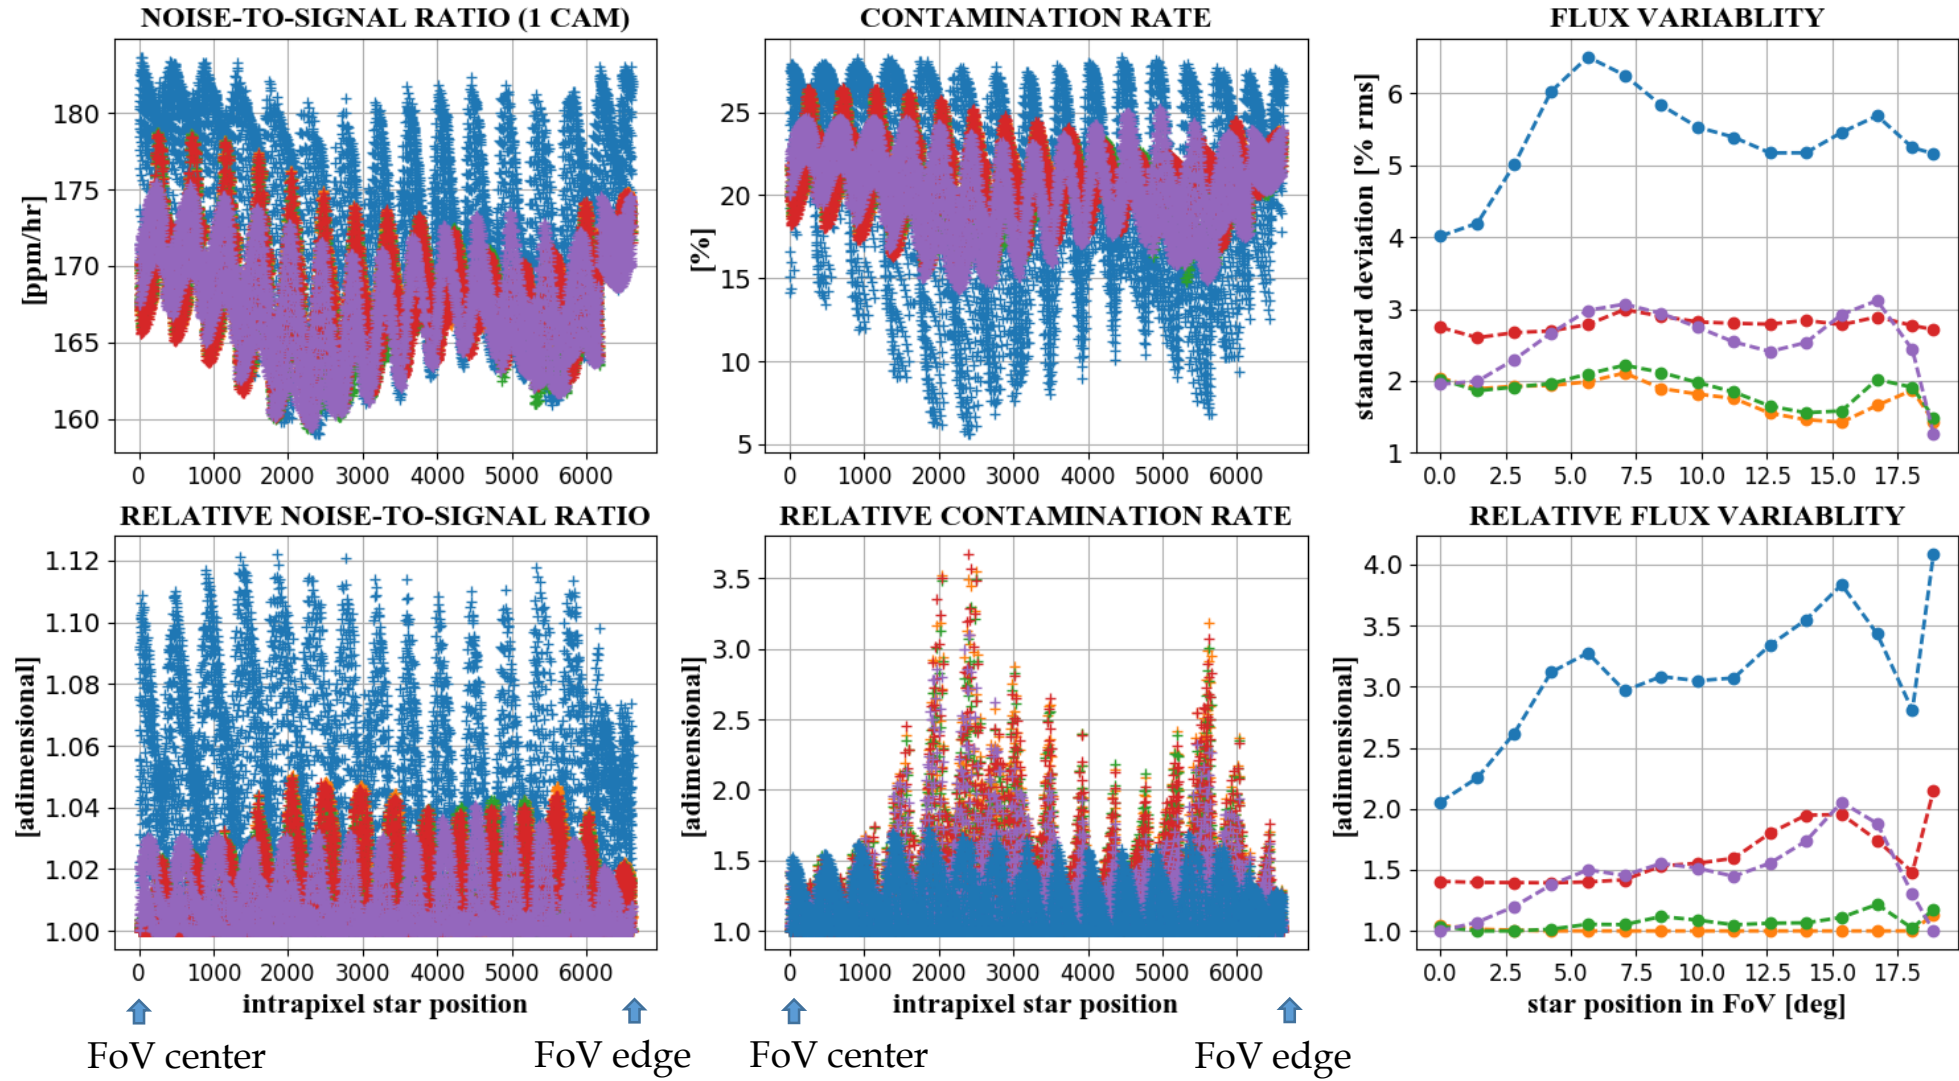 NOISE-TO-SIGNAL RATIO (1 CAM)
[ppm/hr]
180
175
170
165
160
0 1000 2000 3000 4000 5000 6000
CONTAMINATION RATE
[%]
25
20
15
10
5
0 1000 2000 3000 4000 5000 6000
FLUX VARIABLITY
standard deviation [% rms]
6
5
4
3
2
1
0.0 2.5 5.0 7.5 10.0 12.5 15.0 17.5
RELATIVE NOISE-TO-SIGNAL RATIO
[adimensional]
1.12
1.10
1.08
1.06
1.04
1.02
1.00
0 1000 2000 3000 4000 5000 6000
intrapixel star position
FoV center FoV edge
RELATIVE CONTAMINATION RATE
[adimensional]
3.5
3.0
2.5
2.0
1.5
1.0
0 1000 2000 3000 4000 5000 6000
intrapixel star position
FoV center FoV edge
RELATIVE FLUX VARIABLITY
[adimensional]
4.0
3.5
3.0
2.5
2.0
1.5
1.0
0.0 2.5 5.0 7.5 10.0 12.5 15.0 17.5
star position in FoV [deg]